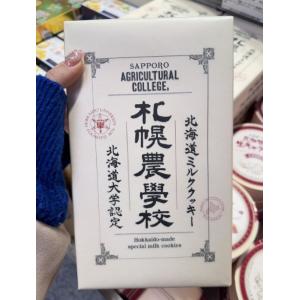 SAPPORO
AGRICULTURAL
COLLEGE.
札幌農學校
北海道ミルククッキー
北海道大学認定
Hokkaido-made
special milk cookies